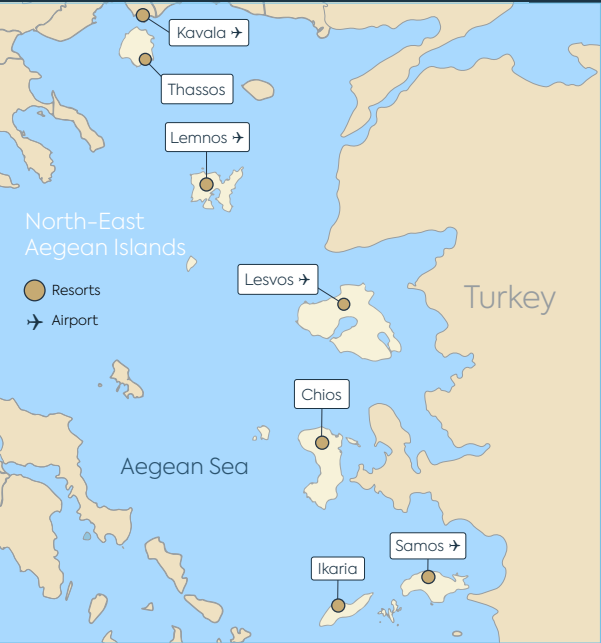 Kavala
Thassos
Lemnos
North-East
Aegean Islands
Resorts
Airport
Lesvos
Turkey
Chios
Aegean Sea
Samos
Ikaria